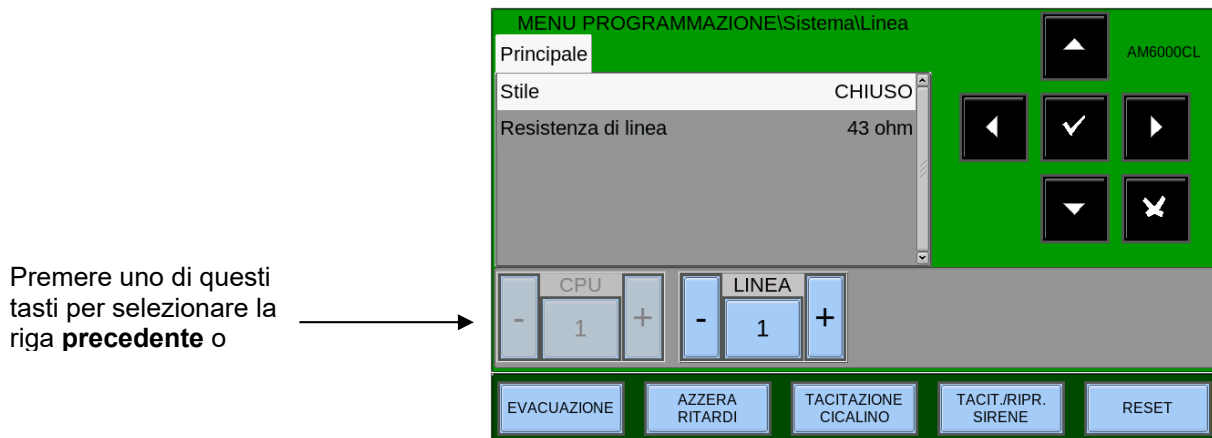 MENU PROGRAMMAZIONE\Sistema\Linea
AM6000CL
Principale
Stile CHIUSO
Resistenza di linea 43 ohm
Premere uno di questi
tasti per selezionare la
riga precedente o
CPU
- 1 +
LINEA
- 1 +
EVACUAZIONE
AZZERA
RITARDI
TACITAZIONE
CICALINO
TACIT./RIPR.
SIRENE
RESET